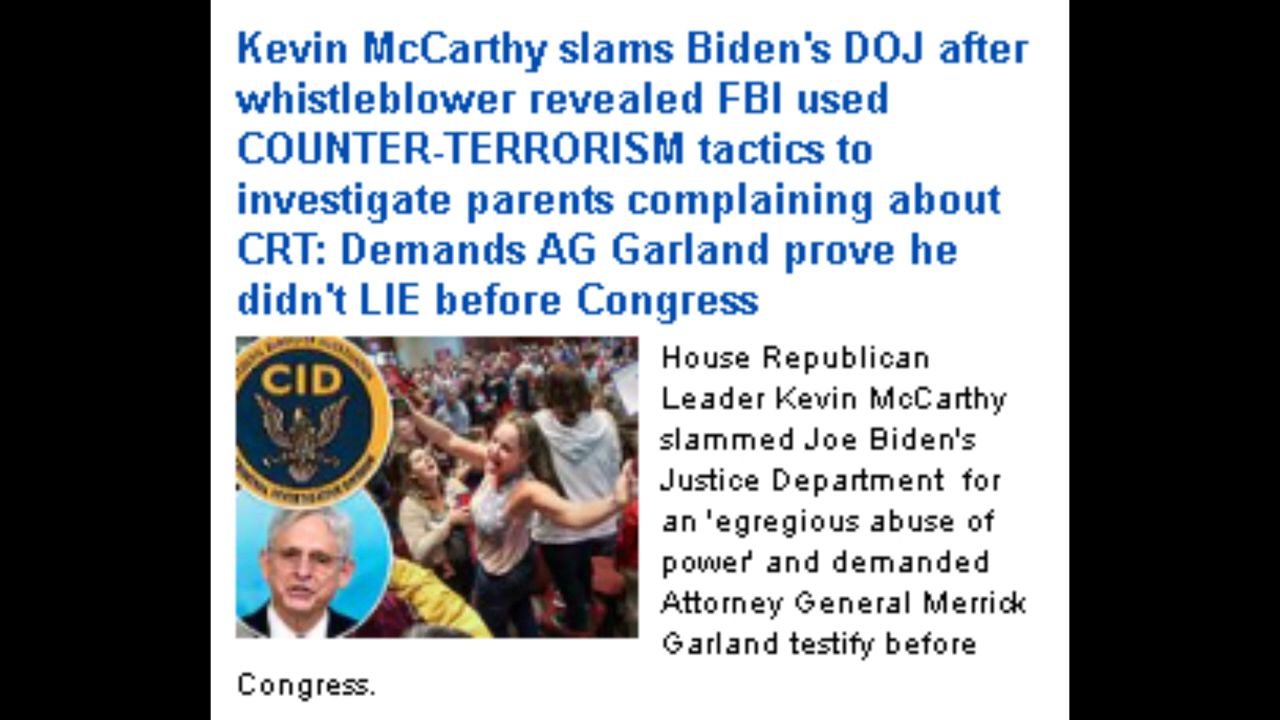 Kevin McCarthy slams Biden's DOJ after
whistleblower revealed FBI used
COUNTER-TERRORISM tactics to
investigate parents complaining about
CRT: Demands AG Garland prove he
didn't LIE before Congress
CID
House Republican
Leader Kevin McCarthy
slammed Joe Biden's
Justice Department for
an 'egregious abuse of
power' and demanded
Attorney General Merrick
Garland testify before
Congress.